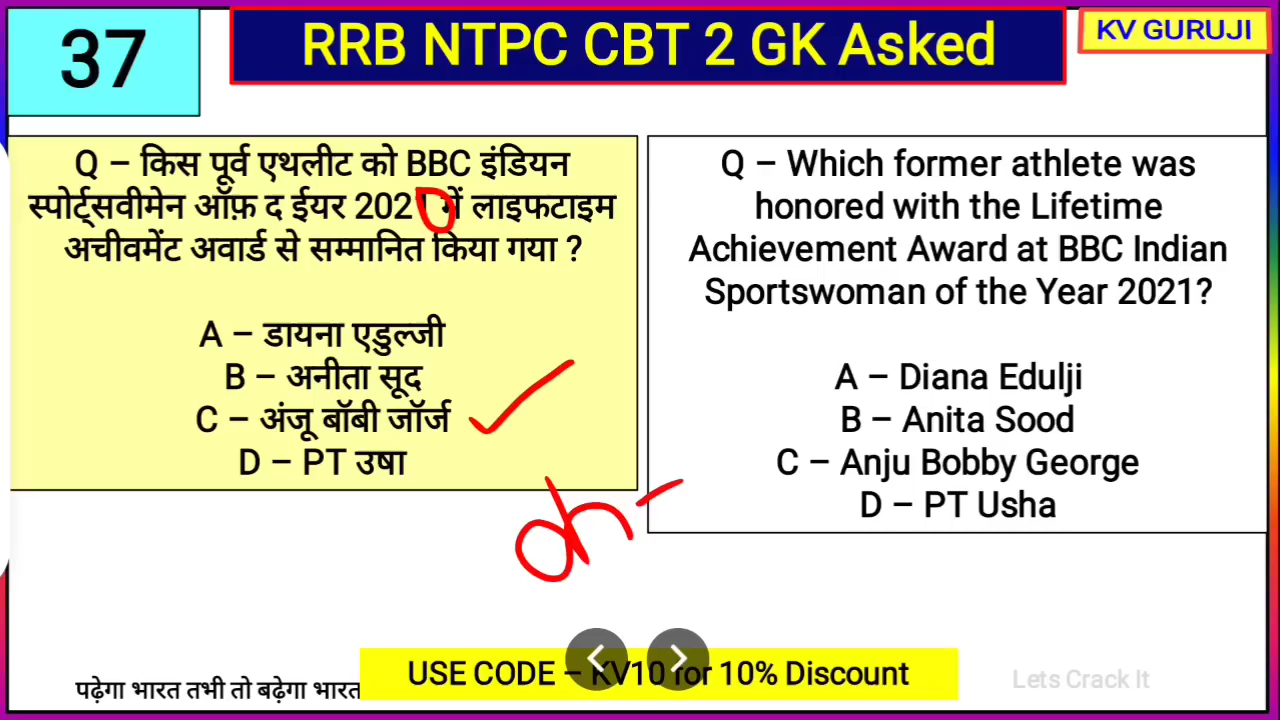 37
RRB NTPC CBT 2 GK Asked
KV GURUJI
Q – किस पूर्व एथलीट को BBC इंडियन
स्पोर्ट्सवीमेन ऑफ़ द ईयर 2021 में लाइफटाइम
अचीवमेंट अवार्ड से सम्मानित किया गया ?
A – डायना एडुल्जी
B – अनीता सूद
C – अंजू बॉबी जॉर्ज
D – PT उषा
Q – Which former athlete was
honored with the Lifetime
Achievement Award at BBC Indian
Sportswoman of the Year 2021?
A – Diana Edulji
B – Anita Sood
C – Anju Bobby George
D – PT Usha
USE CODE – KV10 for 10% Discount
पढ़ेगा भारत तभी तो बढ़ेगा भारत
Lets Crack It